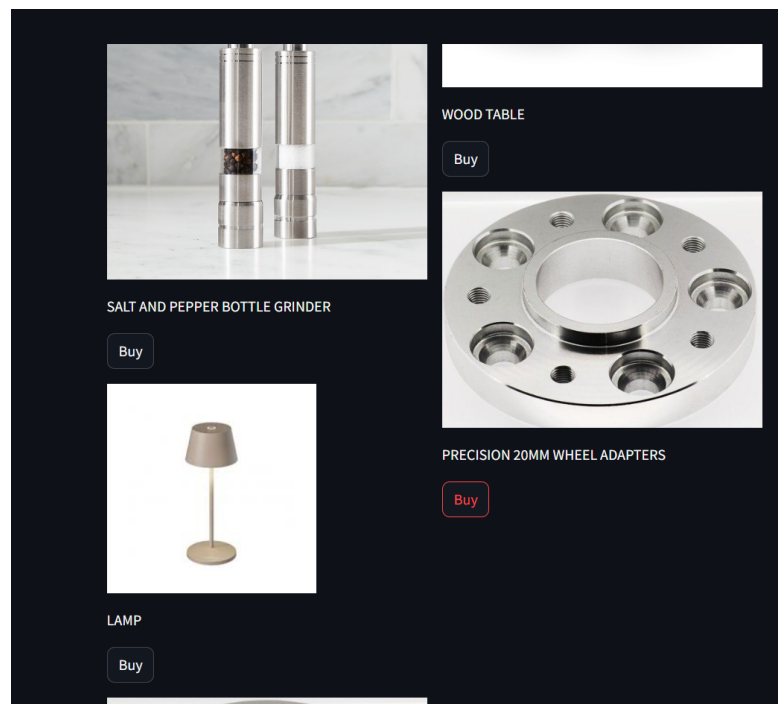 SALT AND PEPPER BOTTLE GRINDER
Buy
LAMP
Buy
WOOD TABLE
Buy
PRECISION 20MM WHEEL ADAPTERS
Buy